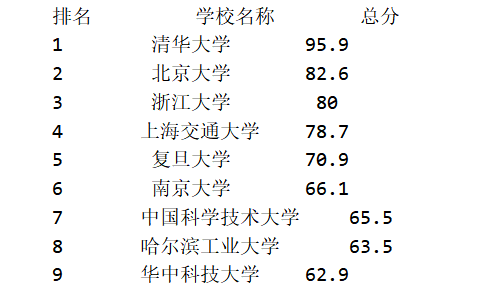 排名 学校名称 总分
1 清华大学 95.9
2 北京大学 82.6
3 浙江大学 80
4 上海交通大学 78.7
5 复旦大学 70.9
6 南京大学 66.1
7 中国科学技术大学 65.5
8 哈尔滨工业大学 63.5
9 华中科技大学 62.9